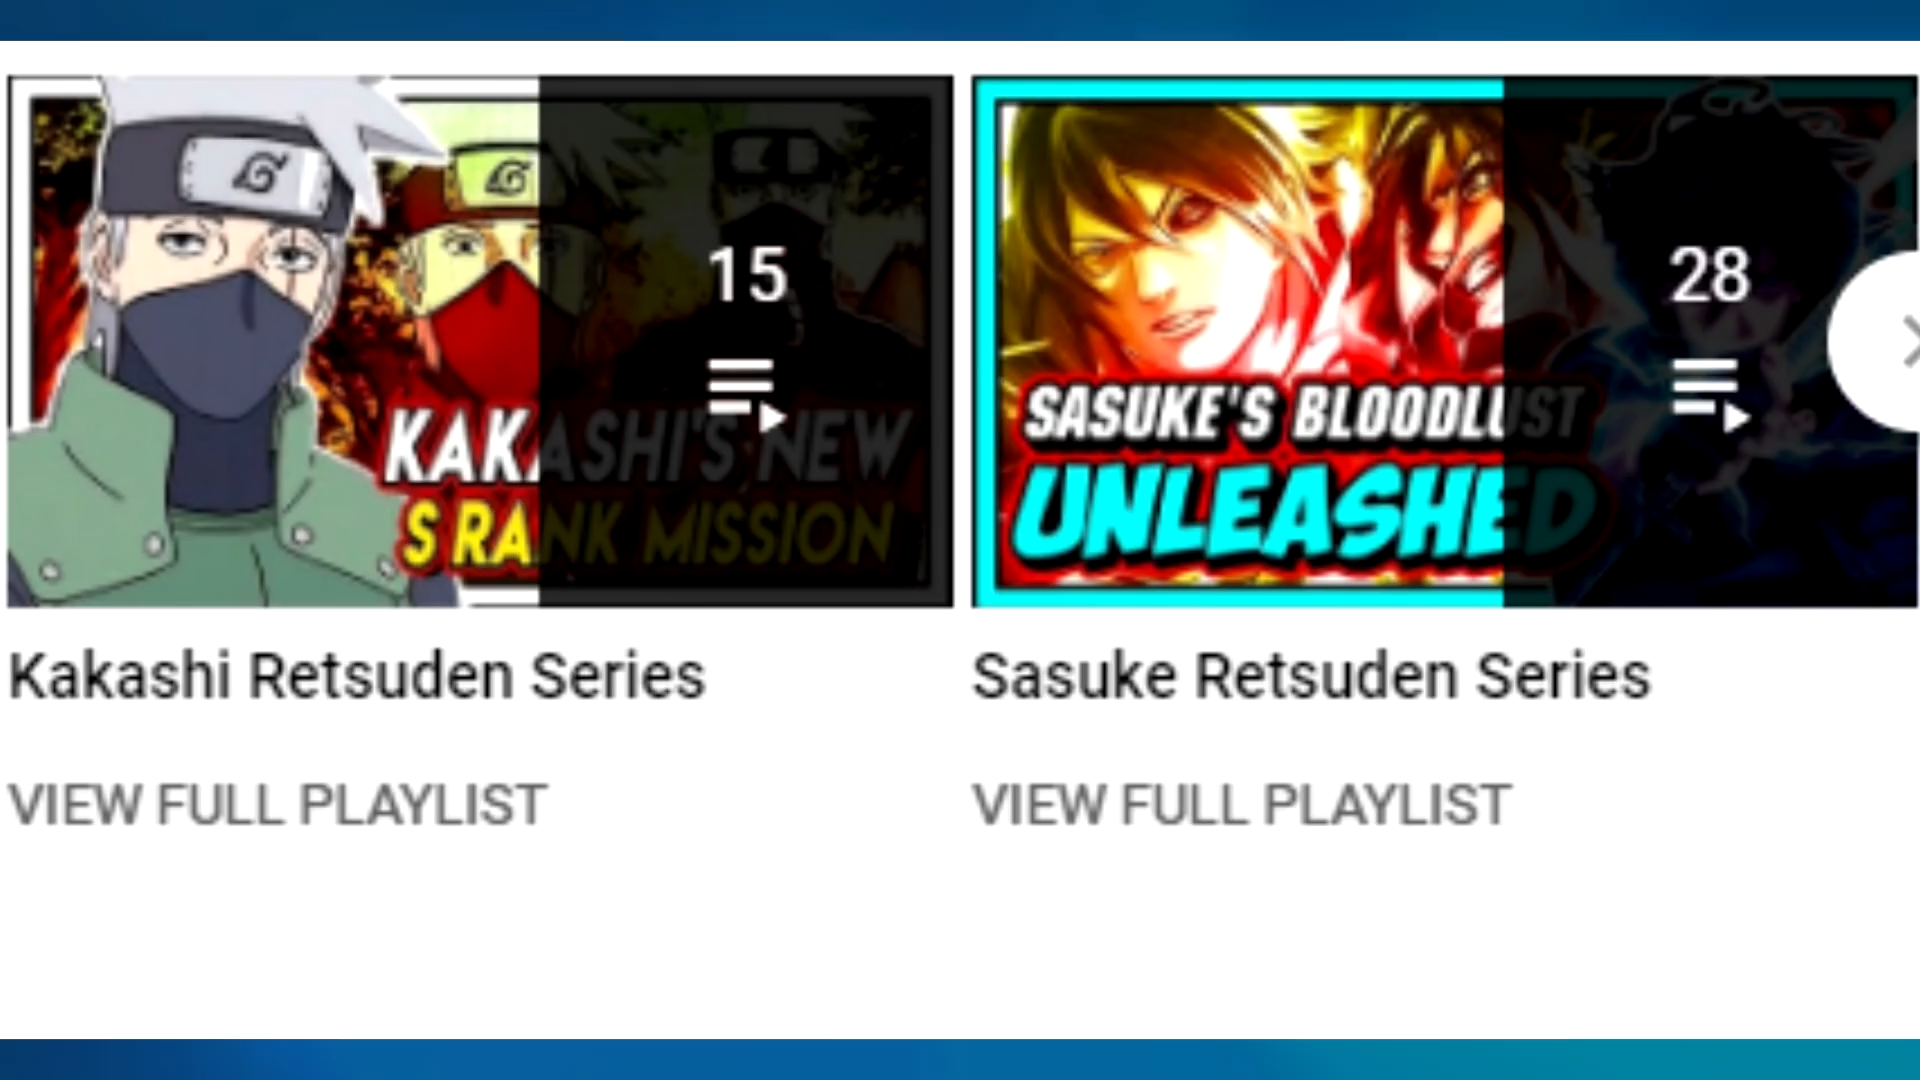 KAKASHI'S NEW
S RANK MISSION
15
SASUKE'S BLOODLUST
UNLEASHED
28
Kakashi Retsuden Series
Sasuke Retsuden Series
VIEW FULL PLAYLIST
VIEW FULL PLAYLIST